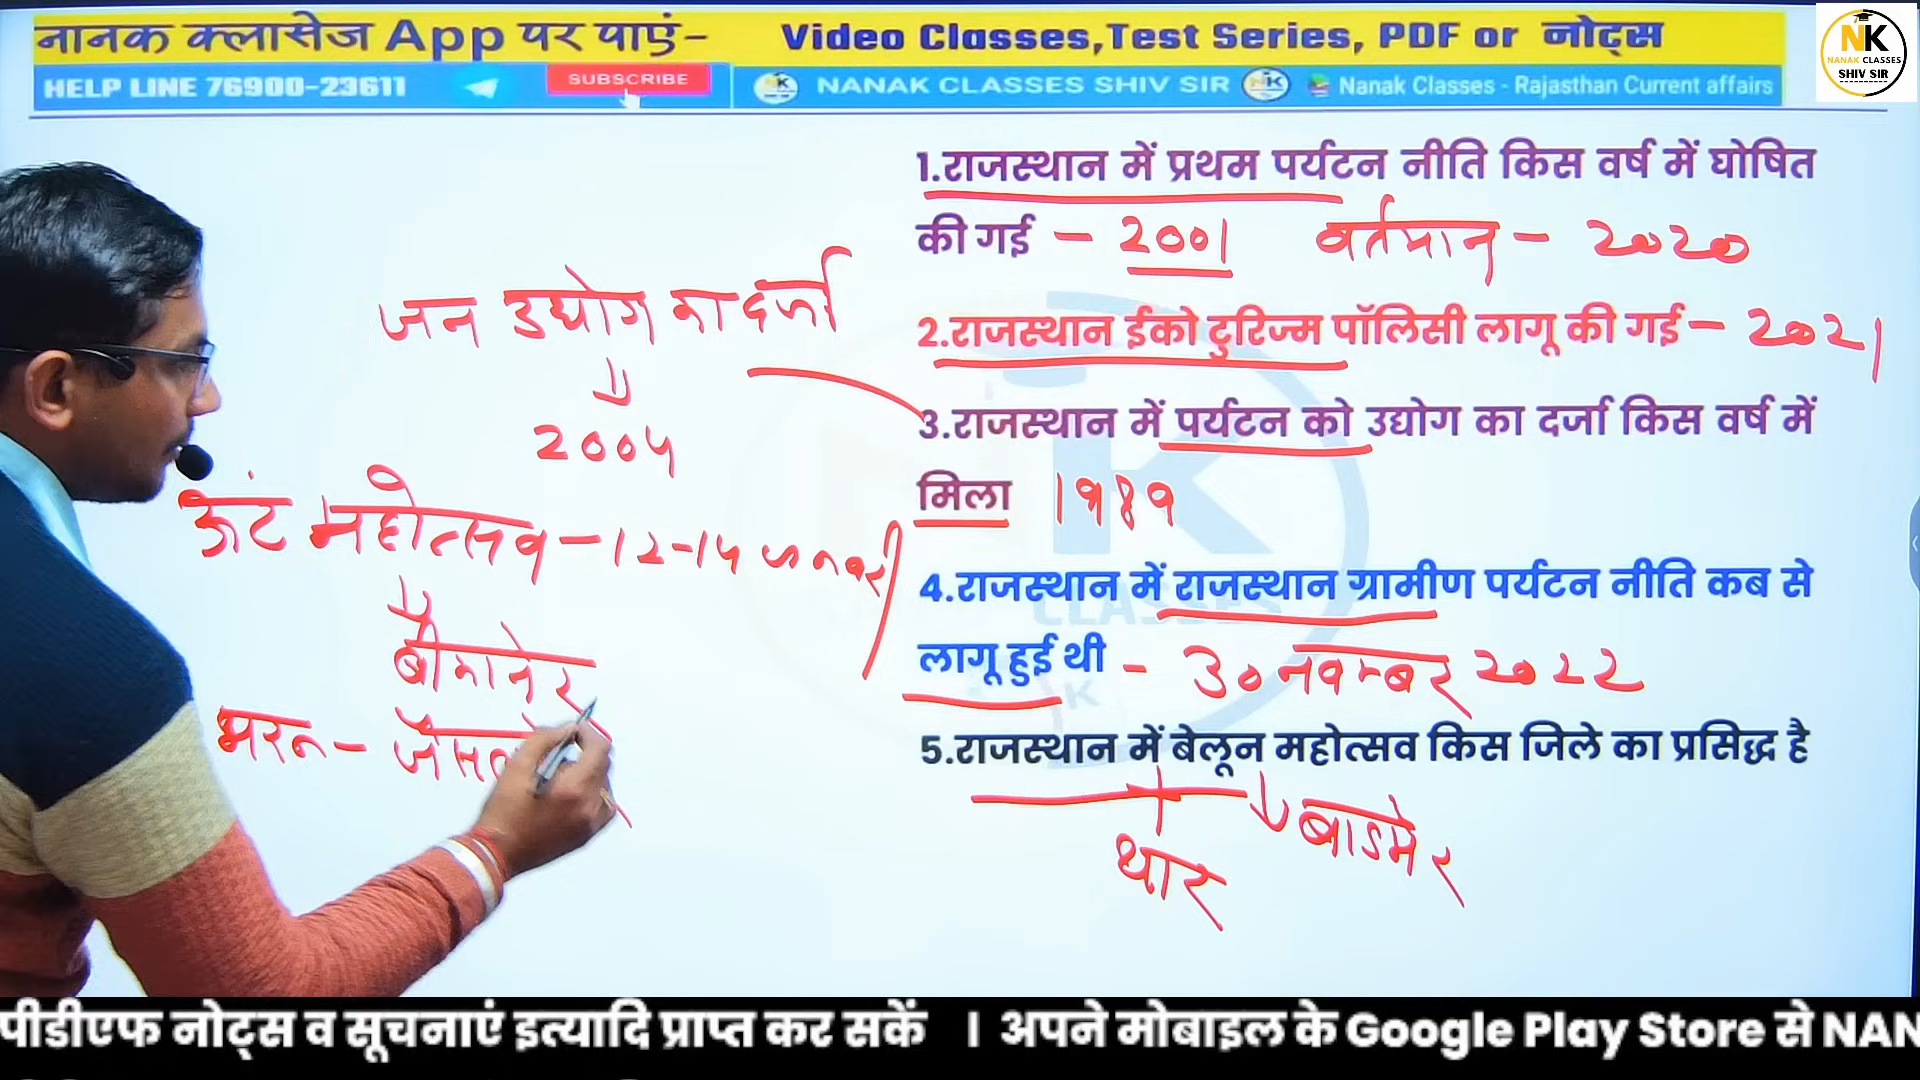 नानक क्लासेज App पर पाएं- Video Classes,Test Series, PDF or नोट्स
HELP LINE 76900-23611 SUBSCRIBE NANAK CLASSES SHIV SIR Nanak Classes - Rajasthan Current affairs
NK
NANAK CLASSES
SHIV SIR
1.राजस्थान में प्रथम पर्यटन नीति किस वर्ष में घोषित
की गई - 2001 वर्तमान - 2020
2.राजस्थान ईको टुरिज्म पॉलिसी लागू की गई - 2021
3.राजस्थान में पर्यटन को उद्योग का दर्जा किस वर्ष में
मिला 1989
4.राजस्थान में राजस्थान ग्रामीण पर्यटन नीति कब से
लागू हुई थी - 30 नवम्बर 2022
5.राजस्थान में बेलून महोत्सव किस जिले का प्रसिद्ध है
बाडमेर
थार
जन उद्योग का दर्जा
2004
ऊंट महोत्सव - 12-14 जनवरी
बीकानेर
मरू -
पीडीएफ नोट्स व सूचनाएं इत्यादि प्राप्त कर सकें । अपने मोबाइल के Google Play Store से NAN